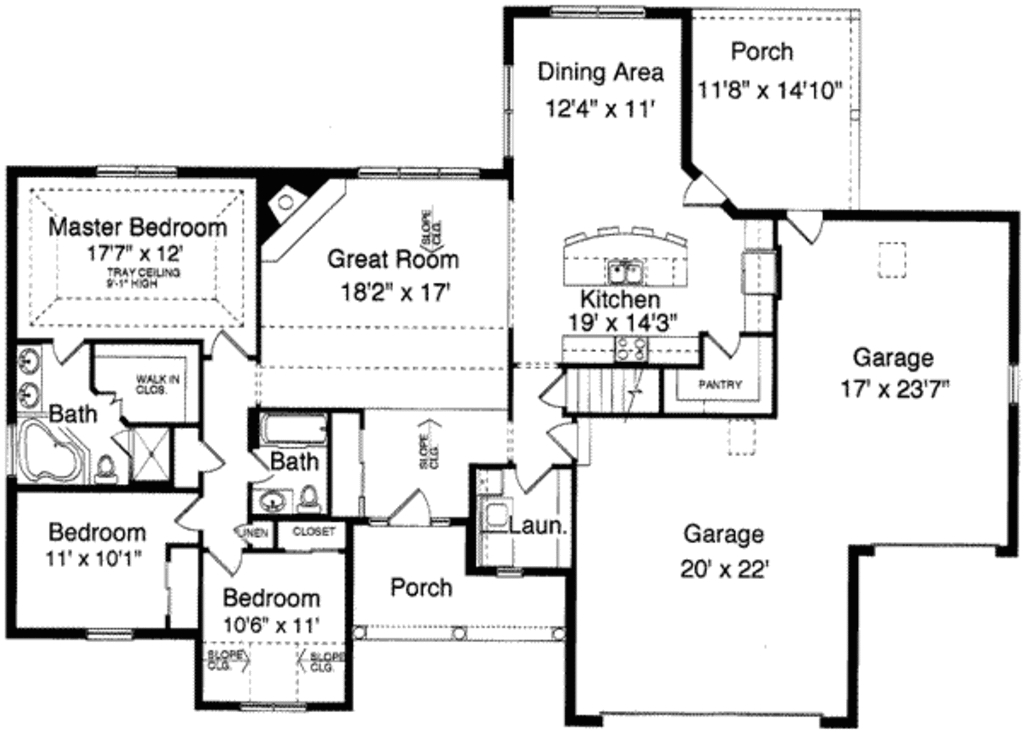 Porch
11'8" x 14'10"
Dining Area
12'4" x 11'
Master Bedroom
17'7" x 12'
TRAY CEILING
9'-1" HIGH
SLOPE
CLG.
Great Room
18'2" x 17'
Kitchen
19' x 14'3"
Garage
17' x 23'7"
WALK IN
CLOS.
PANTRY
Bath
SLOPE
CLG.
Bath
Laun.
Bedroom
11' x 10'1"
LINEN
CLOSET
Garage
20' x 22'
Porch
Bedroom
10'6" x 11'
SLOPE
CLG.
SLOPE
CLG.